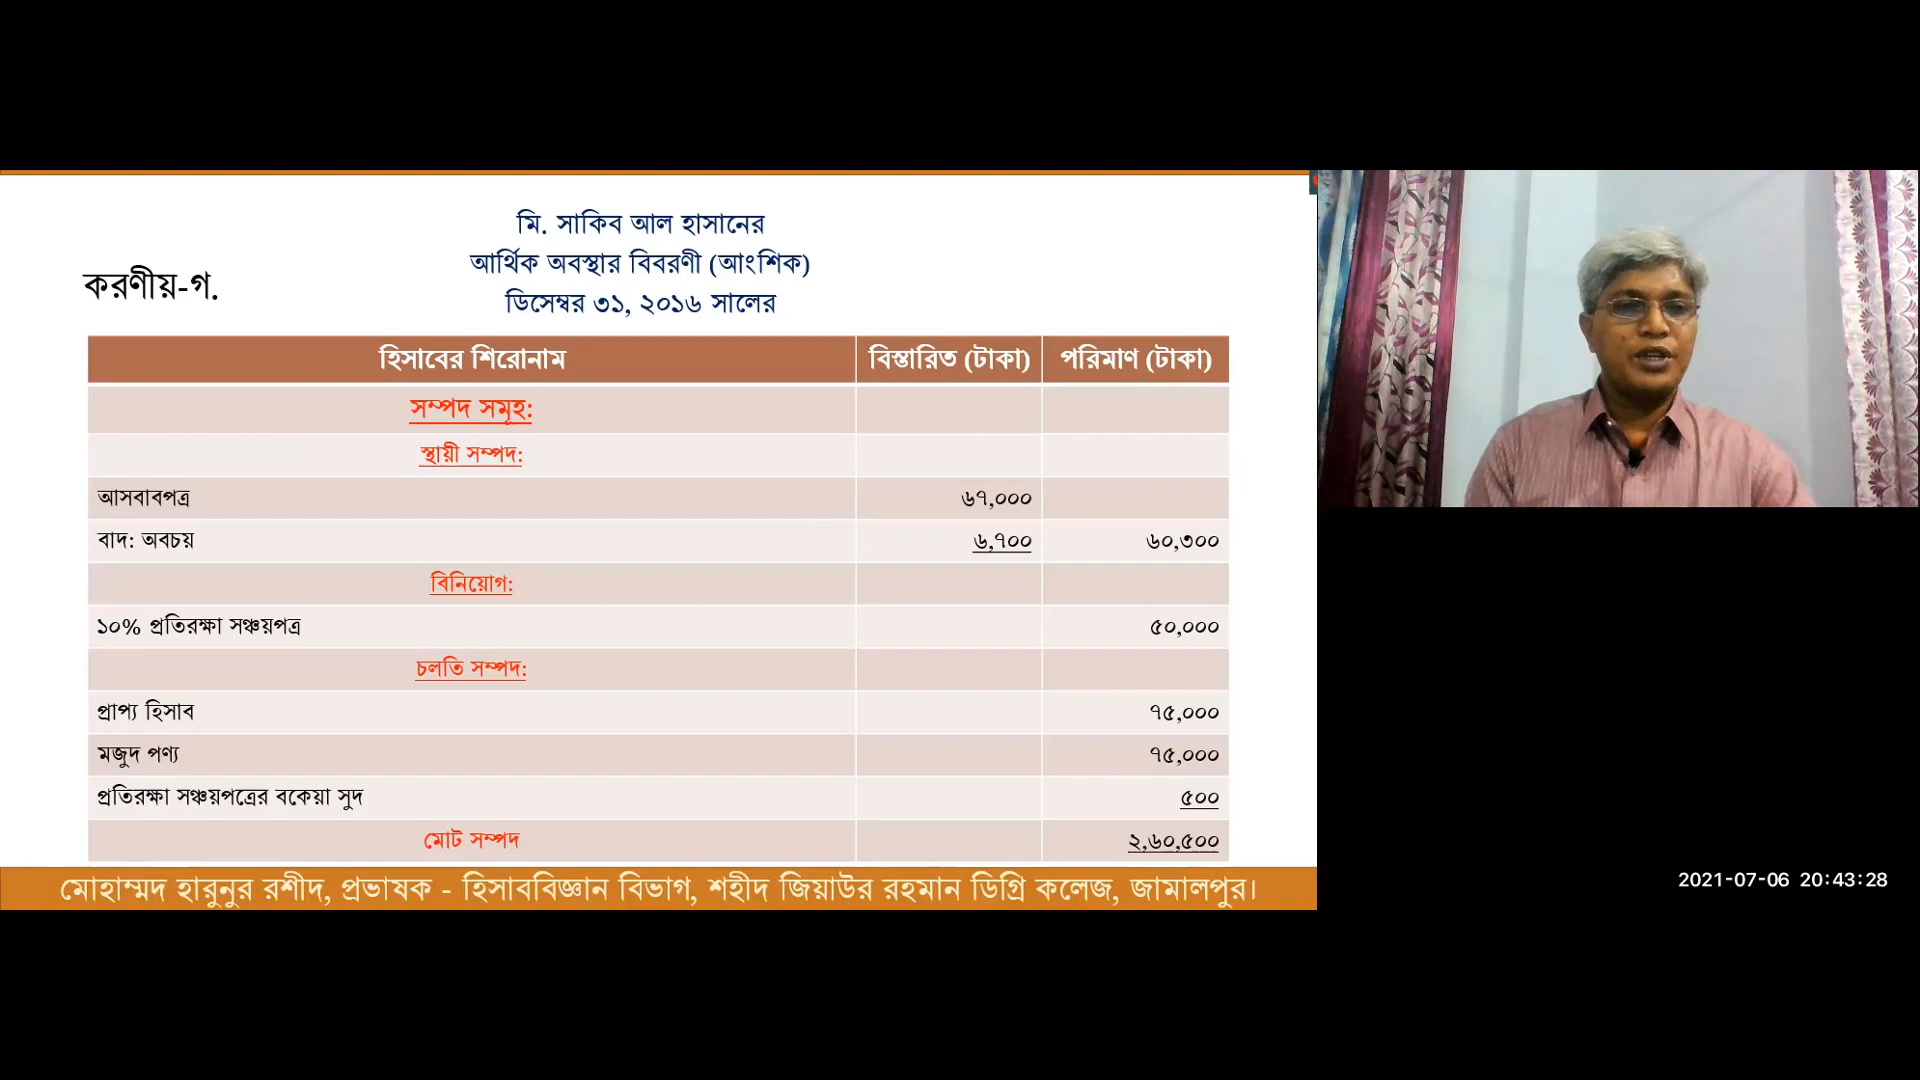 মি. সাকিব আল হাসানের
আর্থিক অবস্থার বিবরণী (আংশিক)
করণীয়-গ.
ডিসেম্বর ৩১, ২০১৬ সালের
হিসাবের শিরোনাম বিস্তারিত (টাকা) পরিমাণ (টাকা)
সম্পদ সমূহ:
স্থায়ী সম্পদ:
আসবাবপত্র ৬৭,০০০
বাদ: অবচয় ৬,৭০০ ৬০,৩০০
বিনিয়োগ:
১০% প্রতিরক্ষা সঞ্চয়পত্র ৫০,০০০
চলতি সম্পদ:
প্রাপ্য হিসাব ৭৫,০০০
মজুদ পণ্য ৭৫,০০০
প্রতিরক্ষা সঞ্চয়পত্রের বকেয়া সুদ ৫০০
মোট সম্পদ ২,৬০,৫০০
মোহাম্মদ হারুনুর রশীদ, প্রভাষক - হিসাববিজ্ঞান বিভাগ, শহীদ জিয়াউর রহমান ডিগ্রি কলেজ, জামালপুর।
2021-07-06 20:43:28